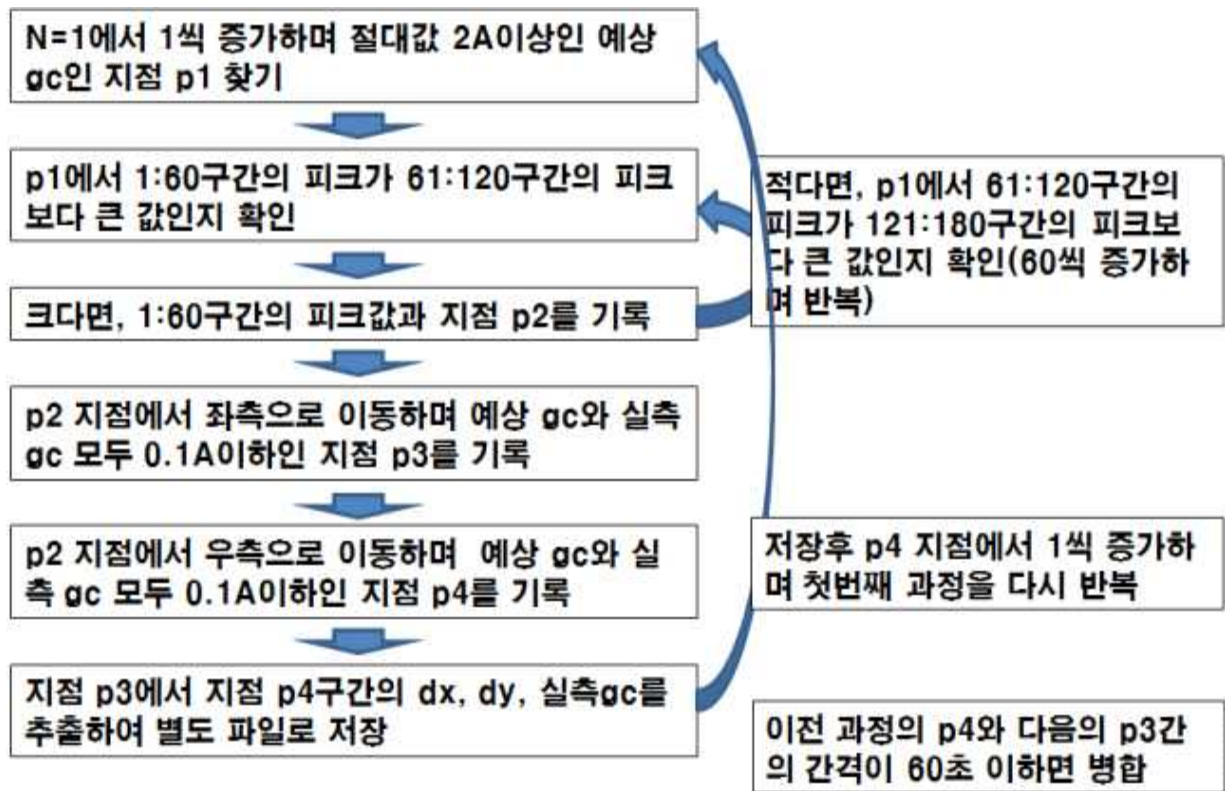 N=1에서 1씩 증가하며 절대값 2A이상인 예상
gc인 지점 p1 찾기
p1에서 1:60구간의 피크가 61:120구간의 피크
보다 큰 값인지 확인
크다면, 1:60구간의 피크값과 지점 p2를 기록
적다면, p1에서 61:120구간의
피크가 121:180구간의 피크보
다 큰 값인지 확인(60씩 증가하
며 반복)
p2 지점에서 좌측으로 이동하며 예상 gc와 실측
gc 모두 0.1A이하인 지점 p3를 기록
p2 지점에서 우측으로 이동하며 예상 gc와 실
측 gc 모두 0.1A이하인 지점 p4를 기록
지점 p3에서 지점 p4구간의 dx, dy, 실측gc를
추출하여 별도 파일로 저장
저장후 p4 지점에서 1씩 증가하
며 첫번째 과정을 다시 반복
이전 과정의 p4와 다음의 p3간
의 간격이 60초 이하면 병합